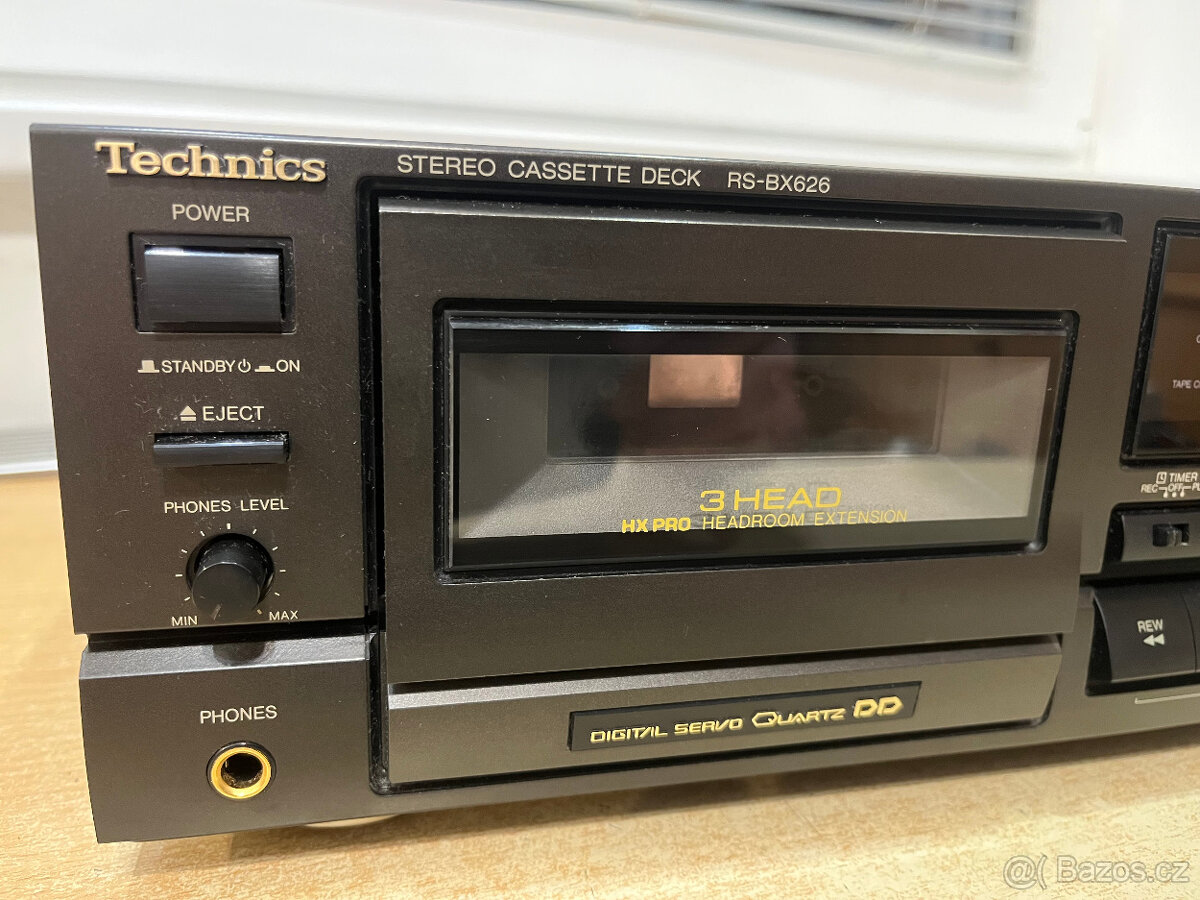 Technics
STEREO CASSETTE DECK RS-BX626
POWER
STANDBY ON
EJECT
PHONES LEVEL
MIN MAX
PHONES
3 HEAD
HX PRO HEADROOM EXTENSION
DIGITAL SERVO QUARTZ DD
TAPE
TIMER
REC OFF
REW
Bazos.cz